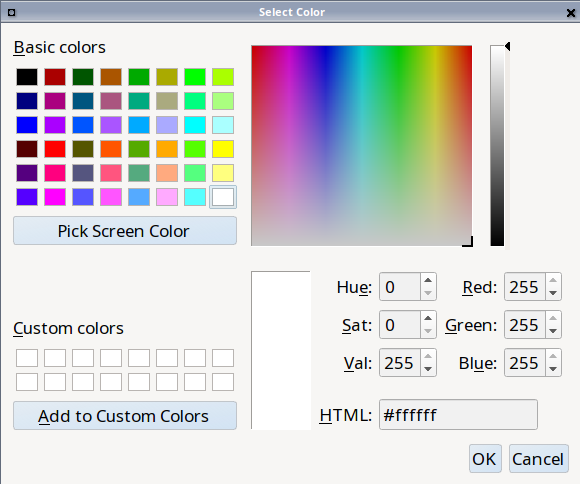 Select Color
Basic colors
Pick Screen Color
Custom colors
Add to Custom Colors
Hue: 0 Red: 255
Sat: 0 Green: 255
Val: 255 Blue: 255
HTML: #ffffff
OK Cancel